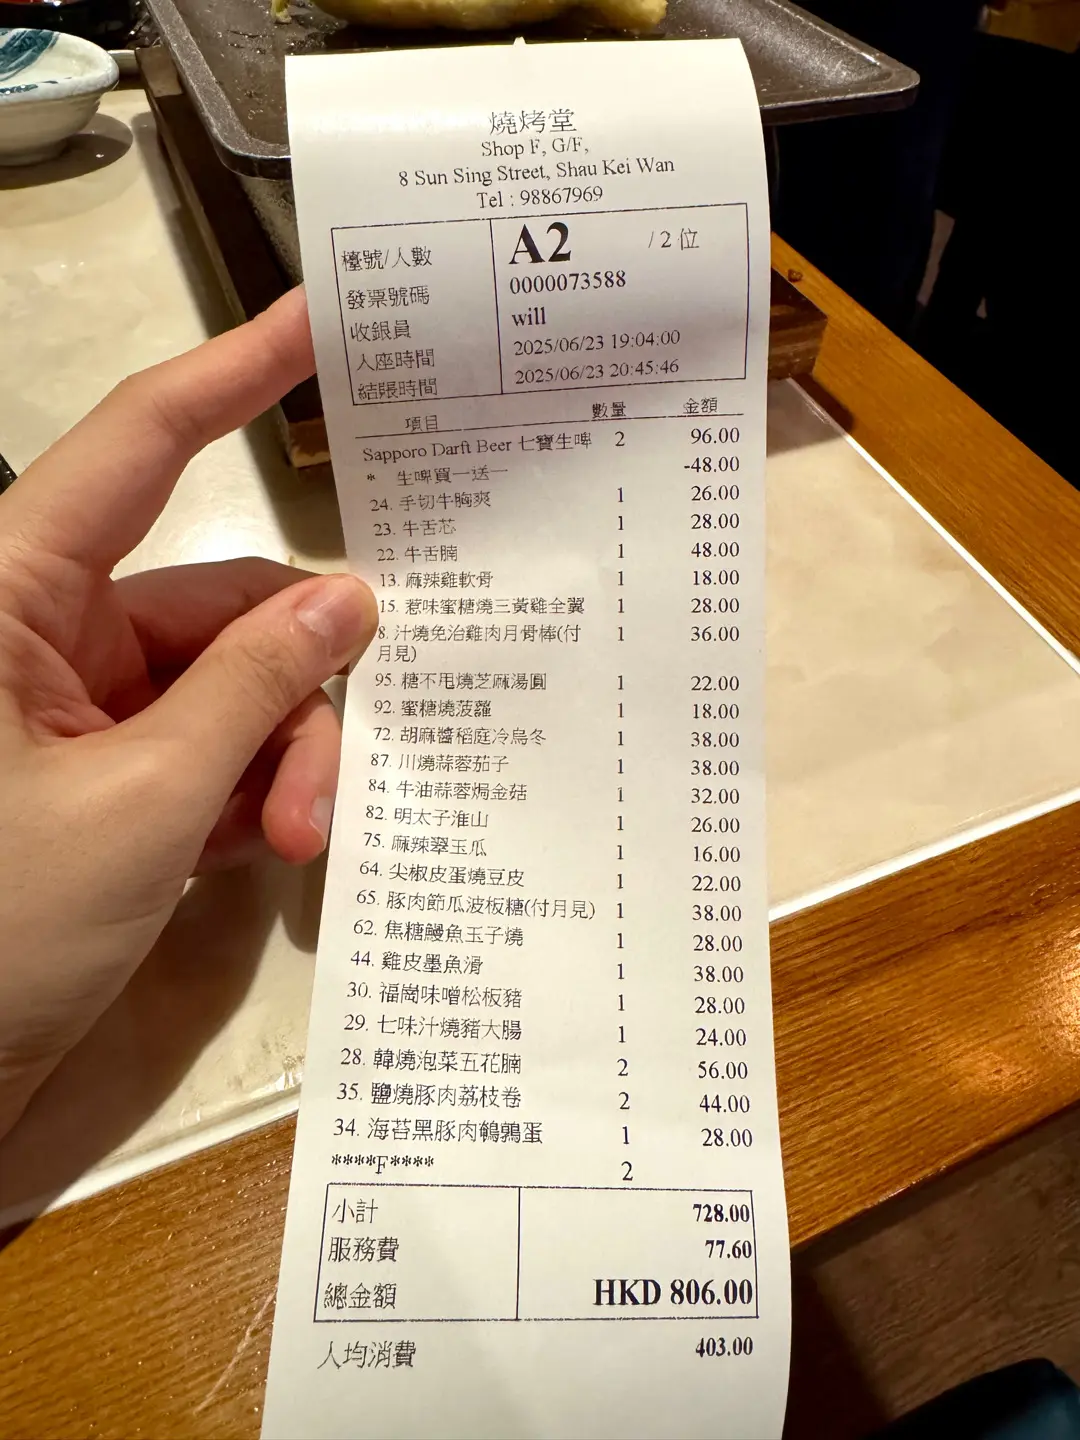 燒烤堂
Shop F, G/F,
8 Sun Sing Street, Shau Kei Wan
Tel : 98867969
檯號/人數 A2 / 2 位
發票號碼 0000073588
收銀員 will
入座時間 2025/06/23 19:04:00
結賬時間 2025/06/23 20:45:46
項目 數量 金額
Sapporo Darft Beer 七寶生啤 2 96.00
* 生啤買一送一 -48.00
24. 手切牛胸爽 1 26.00
23. 牛舌芯 1 28.00
22. 牛舌腩 1 48.00
13. 麻辣雞軟骨 1 18.00
15. 惹味蜜糖燒三黃雞全翼 1 28.00
8. 汁燒免治雞肉月骨棒(付 1 36.00
月見)
95. 糖不甩燒芝麻湯圓 1 22.00
92. 蜜糖燒菠蘿 1 18.00
72. 胡麻醬稻庭冷烏冬 1 38.00
87. 川燒蒜蓉茄子 1 38.00
84. 牛油蒜蓉焗金菇 1 32.00
82. 明太子淮山 1 26.00
75. 麻辣翠玉瓜 1 16.00
64. 尖椒皮蛋燒豆皮 1 22.00
65. 豚肉節瓜波板糖(付月見) 1 38.00
62. 焦糖鰻魚玉子燒 1 28.00
44. 雞皮墨魚滑 1 38.00
30. 福崗味噌松板豬 1 28.00
29. 七味汁燒豬大腸 1 24.00
28. 韓燒泡菜五花腩 2 56.00
35. 鹽燒豚肉荔枝卷 2 44.00
34. 海苔黑豚肉鵪鶉蛋 1 28.00
****F**** 2
小計 728.00
服務費 77.60
總金額 HKD 806.00
人均消費 403.00